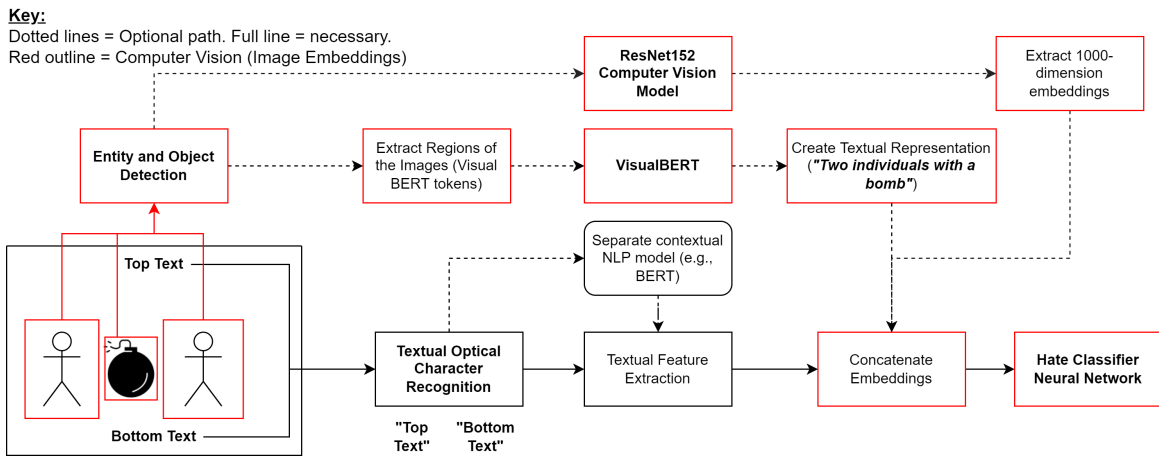 Key:
Dotted lines = Optional path. Full line = necessary.
Red outline = Computer Vision (Image Embeddings)
ResNet152
Computer Vision
Model
Extract 1000-
dimension
embeddings
Entity and Object
Detection
Extract Regions of
the Images (Visual
BERT tokens)
VisualBERT
Create Textual Representation
("Two individuals with a
bomb")
Separate contextual
NLP model (e.g.,
BERT)
Top Text
Bottom Text
Textual Optical
Character
Recognition
"Top
Text"
"Bottom
Text"
Textual Feature
Extraction
Concatenate
Embeddings
Hate Classifier
Neural Network